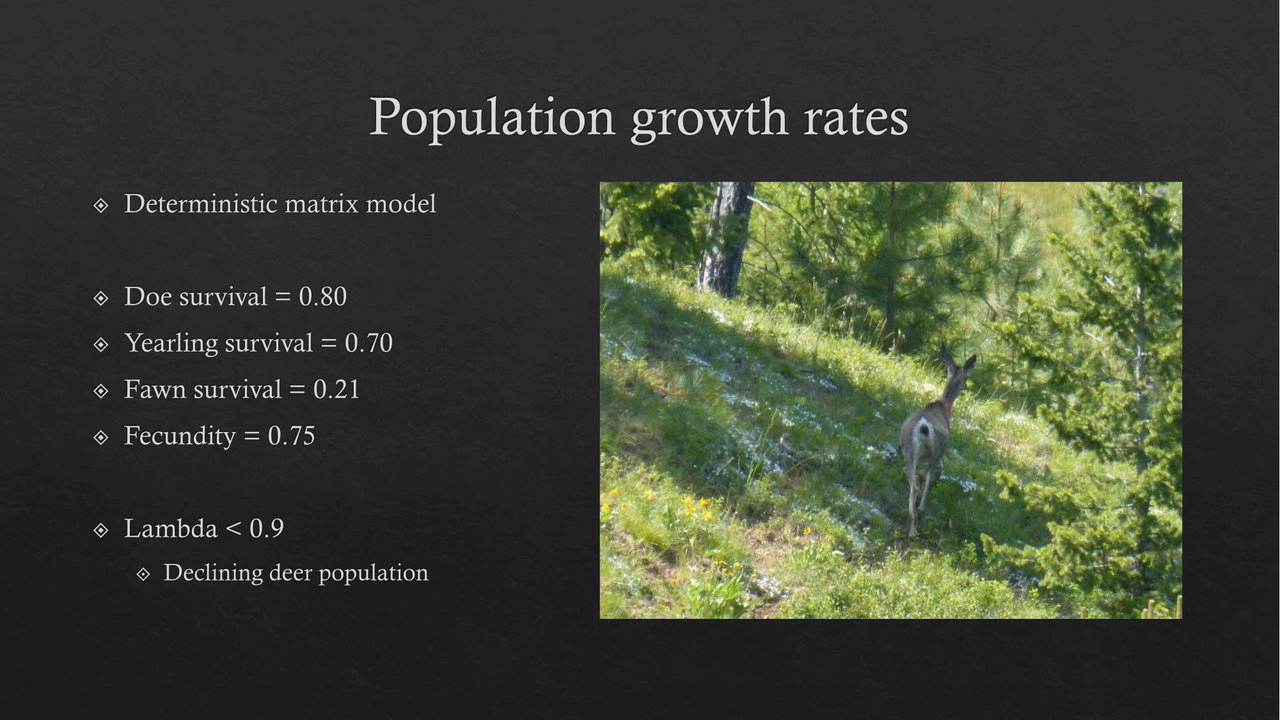 Population growth rates
Deterministic matrix model
Doe survival = 0.80
Yearling survival = 0.70
Fawn survival = 0.21
Fecundity = 0.75
Lambda < 0.9
Declining deer population